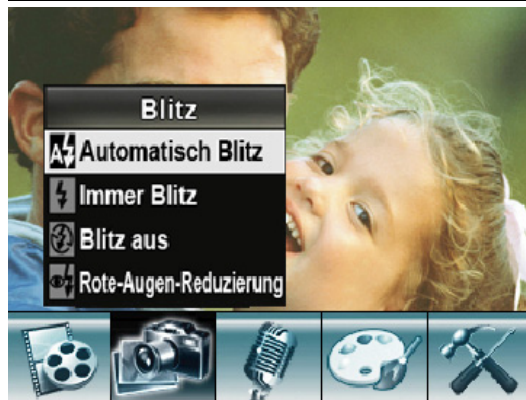 Blitz
Automatisch Blitz
Immer Blitz
Blitz aus
Rote-Augen-Reduzierung